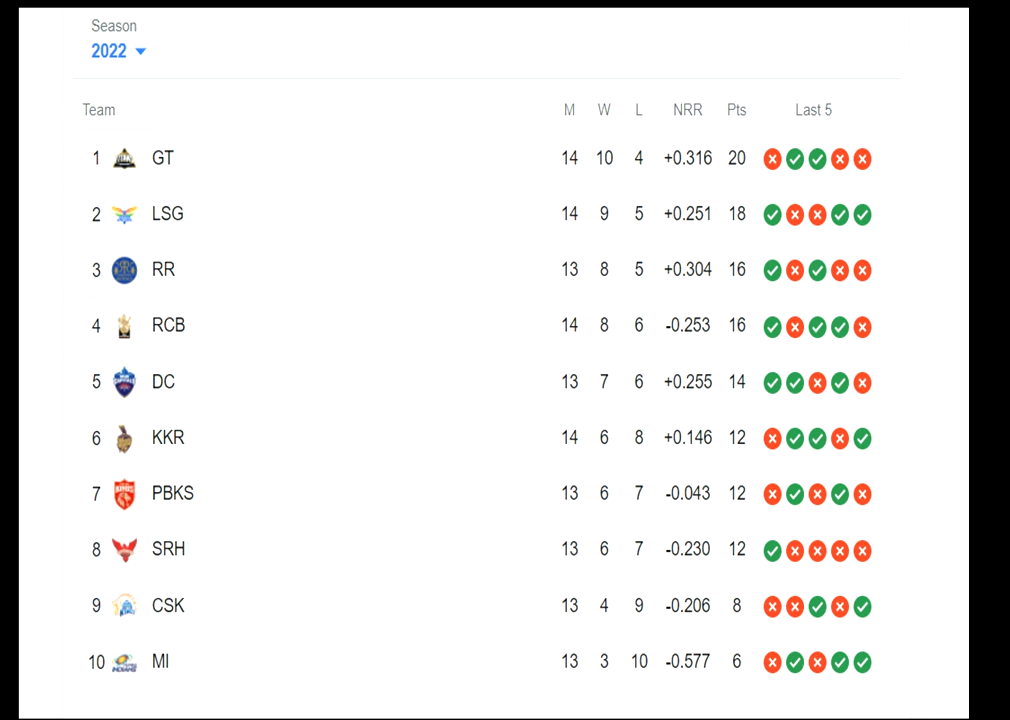 Season
2022
Team M W L NRR Pts Last 5
1 GT 14 10 4 +0.316 20
2 LSG 14 9 5 +0.251 18
3 RR 13 8 5 +0.304 16
4 RCB 14 8 6 -0.253 16
5 DC 13 7 6 +0.255 14
6 KKR 14 6 8 +0.146 12
7 PBKS 13 6 7 -0.043 12
8 SRH 13 6 7 -0.230 12
9 CSK 13 4 9 -0.206 8
10 MI 13 3 10 -0.577 6